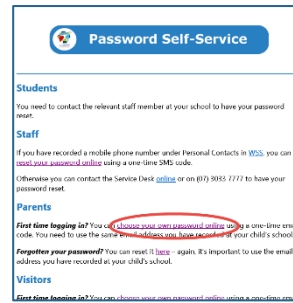 Password Self-Service
Students
You need to contact the relevant staff member at your school to have your password
reset.
Staff
If you have recorded a mobile phone number under Personal Contacts in WSS, you can
reset your password online using a one-time SMS code.
Otherwise you can contact the Service Desk online or on (07) 3033 7777 to have your
password reset.
Parents
First time logging in? You can choose your own password online using a one-time ema
code. You need to use the same email address you have recorded at your child's school
Forgotten your password? You can reset it here – again, it's important to use the email
address you have recorded at your child's school.
Visitors
First time logging in? You can choose your own password online using a one-time ema